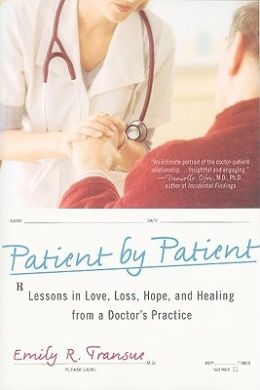 "An intimate portrait of the doctor-patient
relationship.... Insightful and engaging."
—Danielle Ofri, M.D., Ph.D.,
author of Incidental Findings
NAME: DATE:
Patient by Patient
Rx Lessons in Love, Loss, Hope, and Healing
from a Doctor's Practice
Emily R. Transue M.D.
PLEASE LABEL
REP. TIMES
NO REP.